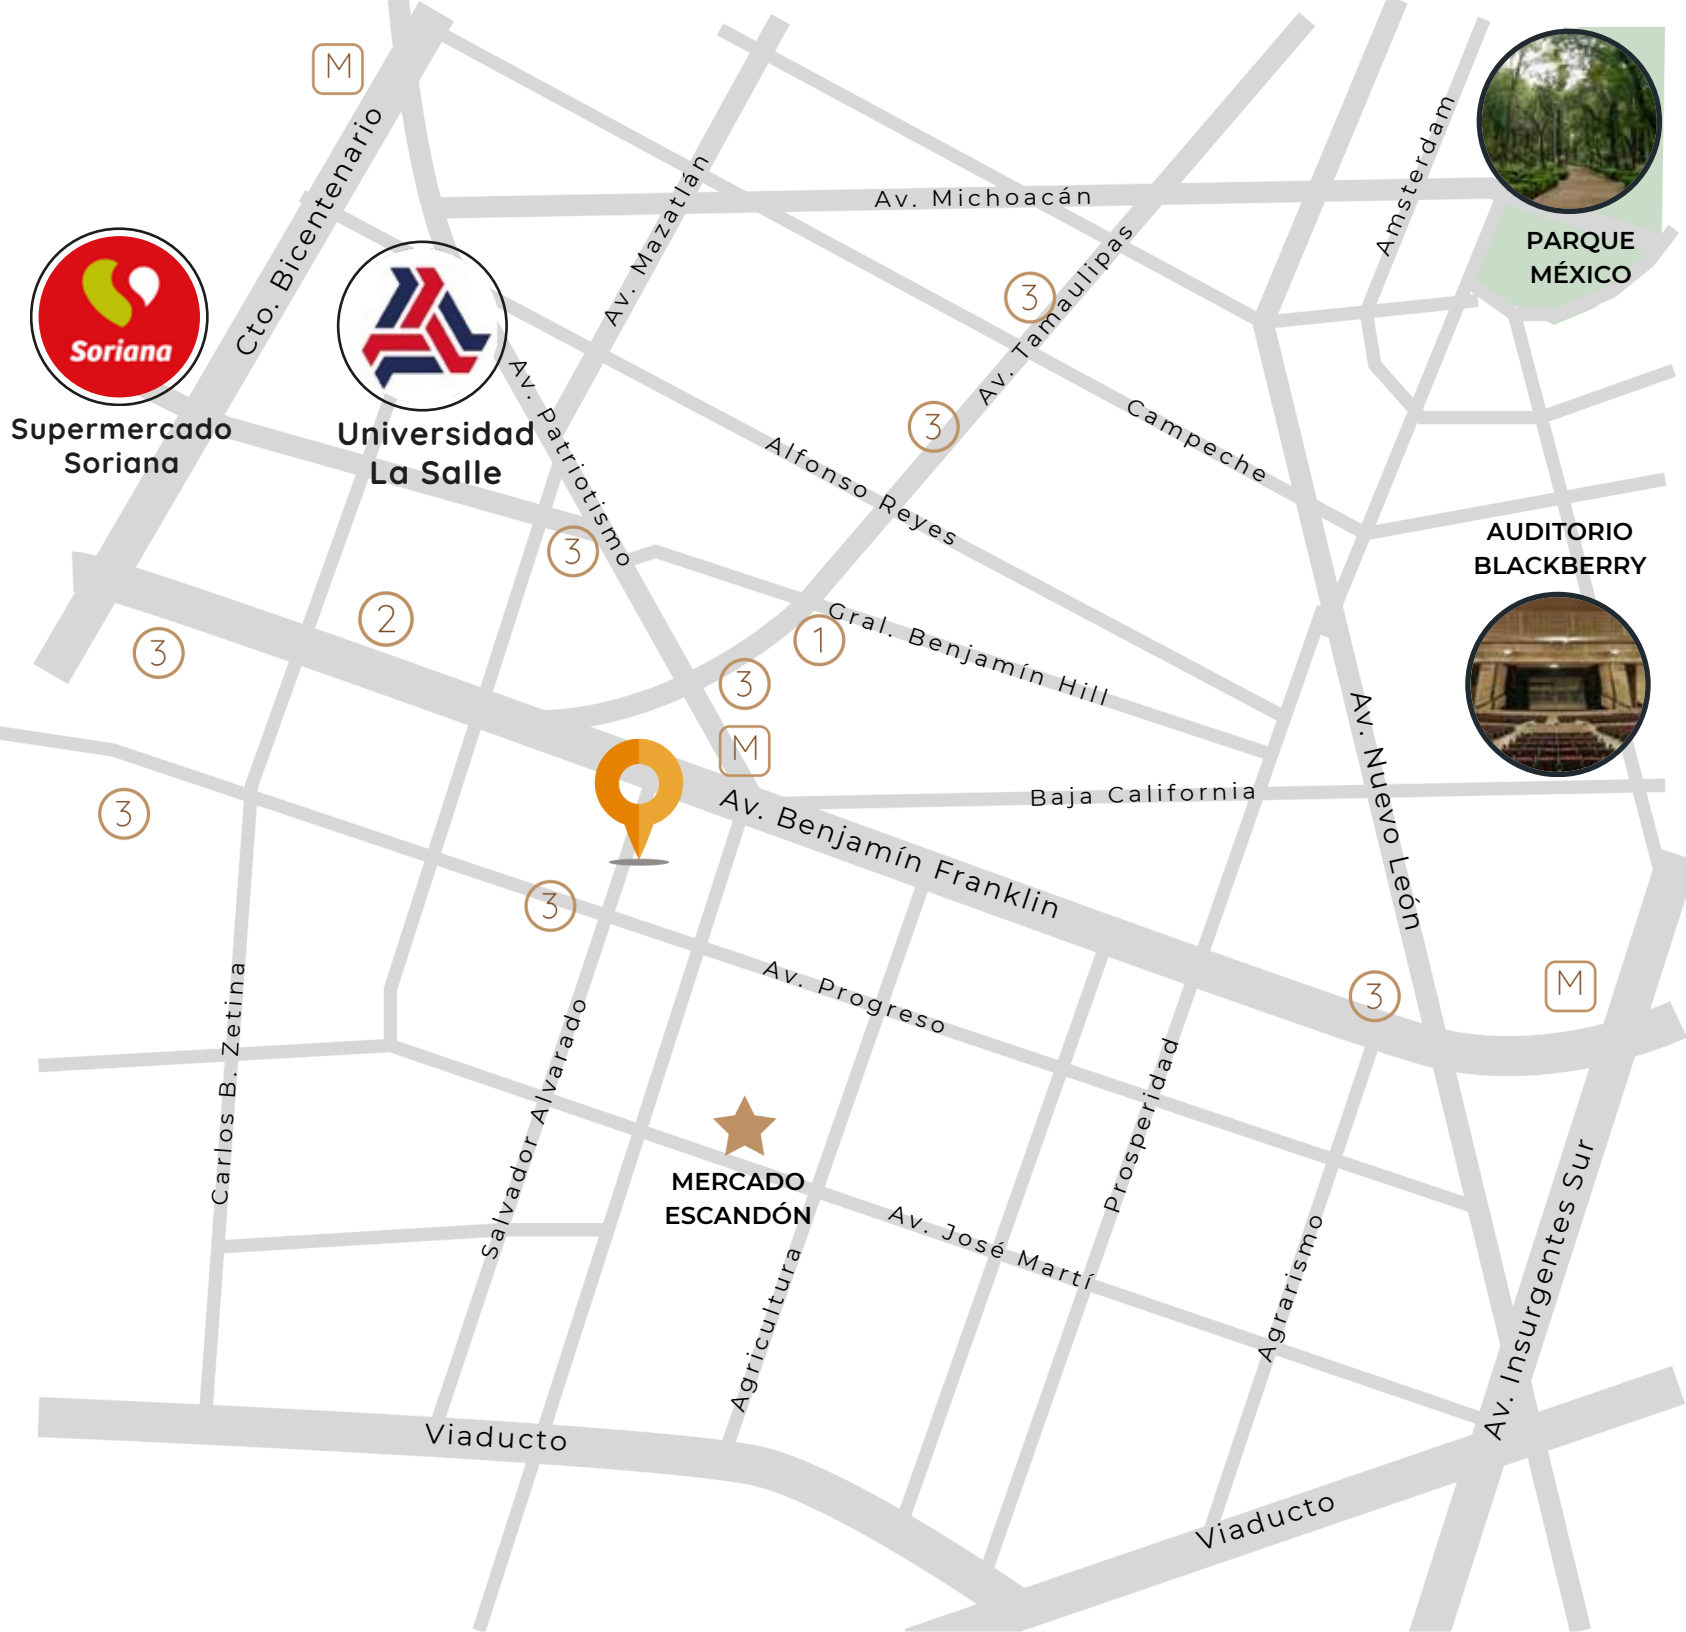 M
Cto. Bicentenario
Av. Mazatlán
Av. Michoacán
Amsterdam
PARQUE
MÉXICO
Soriana
Supermercado
Soriana
Universidad
La Salle
Av. Patriotismo
3
Av. Tamaulipas
3
Campeche
Alfonso Reyes
3
AUDITORIO
BLACKBERRY
2
3
1
Gral. Benjamín Hill
3
M
Av. Nuevo León
Baja California
Av. Benjamín Franklin
3
3
Av. Progreso
3
M
Carlos B. Zetina
Salvador Alvarado
Prosperidad
MERCADO
ESCANDÓN
Av. José Martí
Agricultura
Agrarismo
Av. Insurgentes Sur
Viaducto
Viaducto